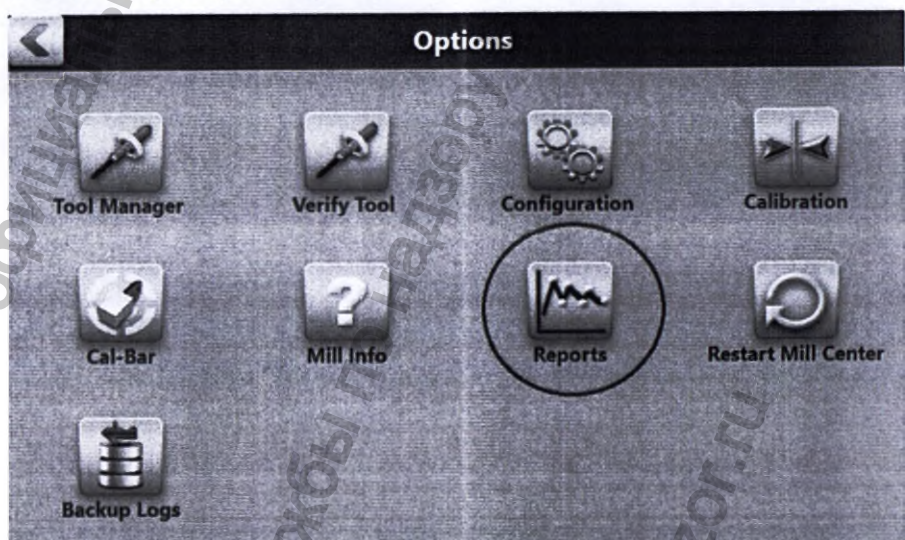 Options
Tool Manager
Verify Tool
Configuration
Calibration
Cal-Bar
Mill Info
?
Reports
Restart Mill Center
Backup Logs